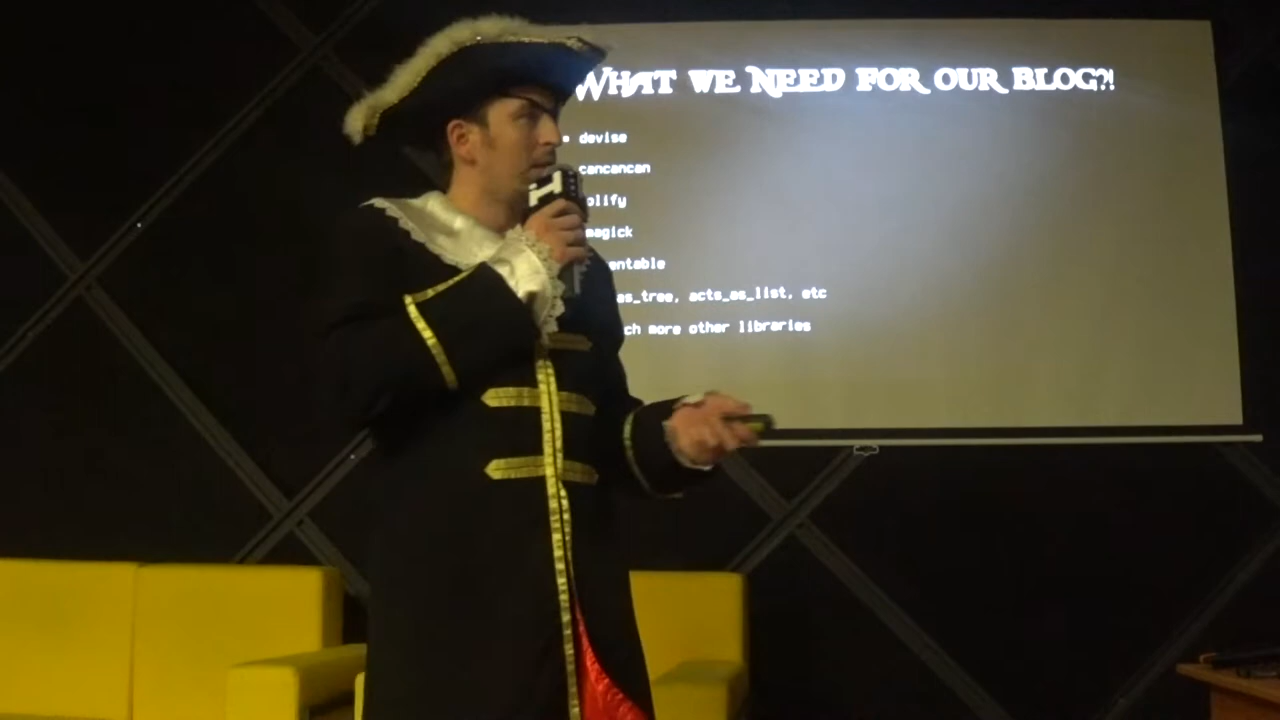 WHAT WE NEED FOR OUR BLOG?!
• devise
cancancan
olify
magick
entable
as_tree, acts_as_list, etc
ch more other libraries